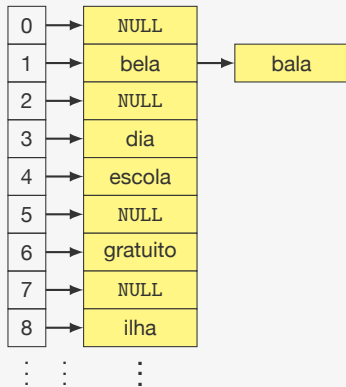 0 NULL
1 bela bala
2 NULL
3 dia
4 escola
5 NULL
6 gratuito
7 NULL
8 ilha